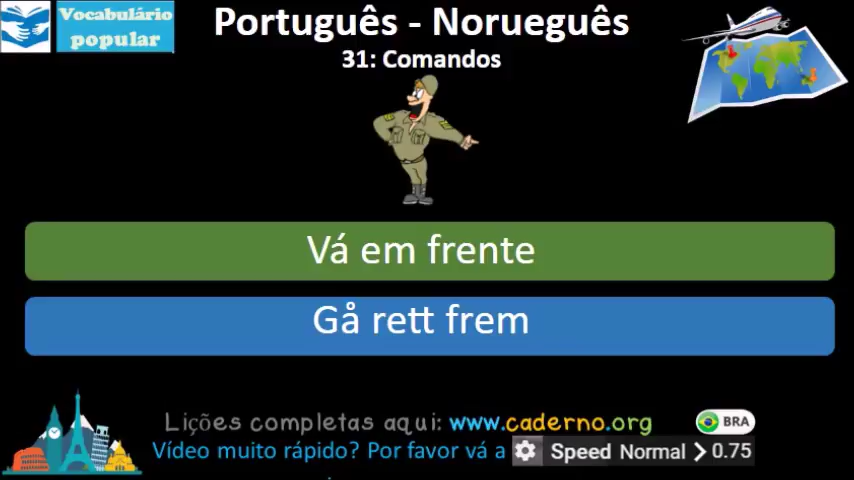 Vocabulário
popular
Português - Norueguês
31: Comandos
Vá em frente
Gå rett frem
Lições completas aqui: www.caderno.org
BRA
Vídeo muito rápido? Por favor vá a Speed Normal > 0.75